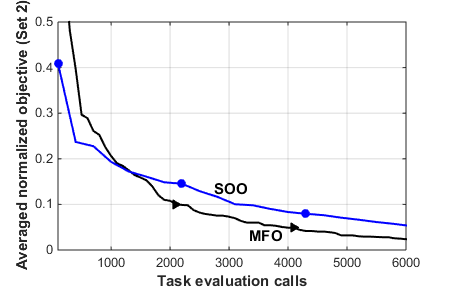 Averaged normalized objective (Set 2)
0.5
0.4
0.3
0.2
0.1
0
SOO
MFO
1000 2000 3000 4000 5000 6000
Task evaluation calls